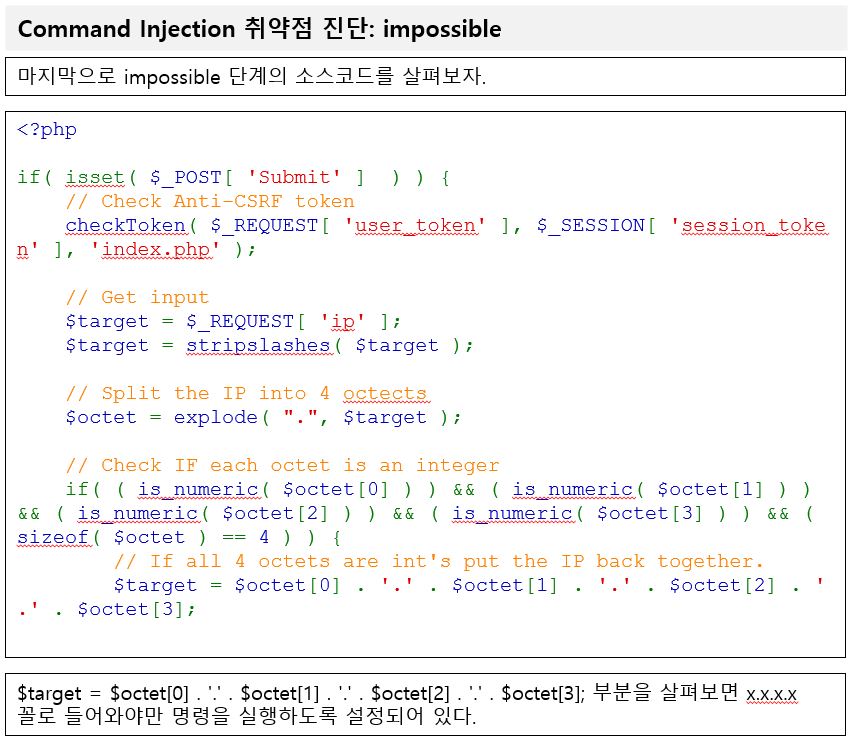 Command Injection 취약점 진단: impossible
마지막으로 impossible 단계의 소스코드를 살펴보자.
<?php
if( isset( $_POST[ 'Submit' ]  ) ) {
    // Check Anti-CSRF token
    checkToken( $_REQUEST[ 'user_token' ], $_SESSION[ 'session_toke
n' ], 'index.php' );
    // Get input
    $target = $_REQUEST[ 'ip' ];
    $target = stripslashes( $target );
    // Split the IP into 4 octects
    $octet = explode( ".", $target );
    // Check IF each octet is an integer
    if( ( is_numeric( $octet[0] ) ) && ( is_numeric( $octet[1] ) )
&& ( is_numeric( $octet[2] ) ) && ( is_numeric( $octet[3] ) ) && (
sizeof( $octet ) == 4 ) ) {
        // If all 4 octets are int's put the IP back together.
        $target = $octet[0] . '.' . $octet[1] . '.' . $octet[2] . '
.' . $octet[3];
$target = $octet[0] . '.' . $octet[1] . '.' . $octet[2] . '.' . $octet[3]; 부분을 살펴보면 x.x.x.x
꼴로 들어와야만 명령을 실행하도록 설정되어 있다.